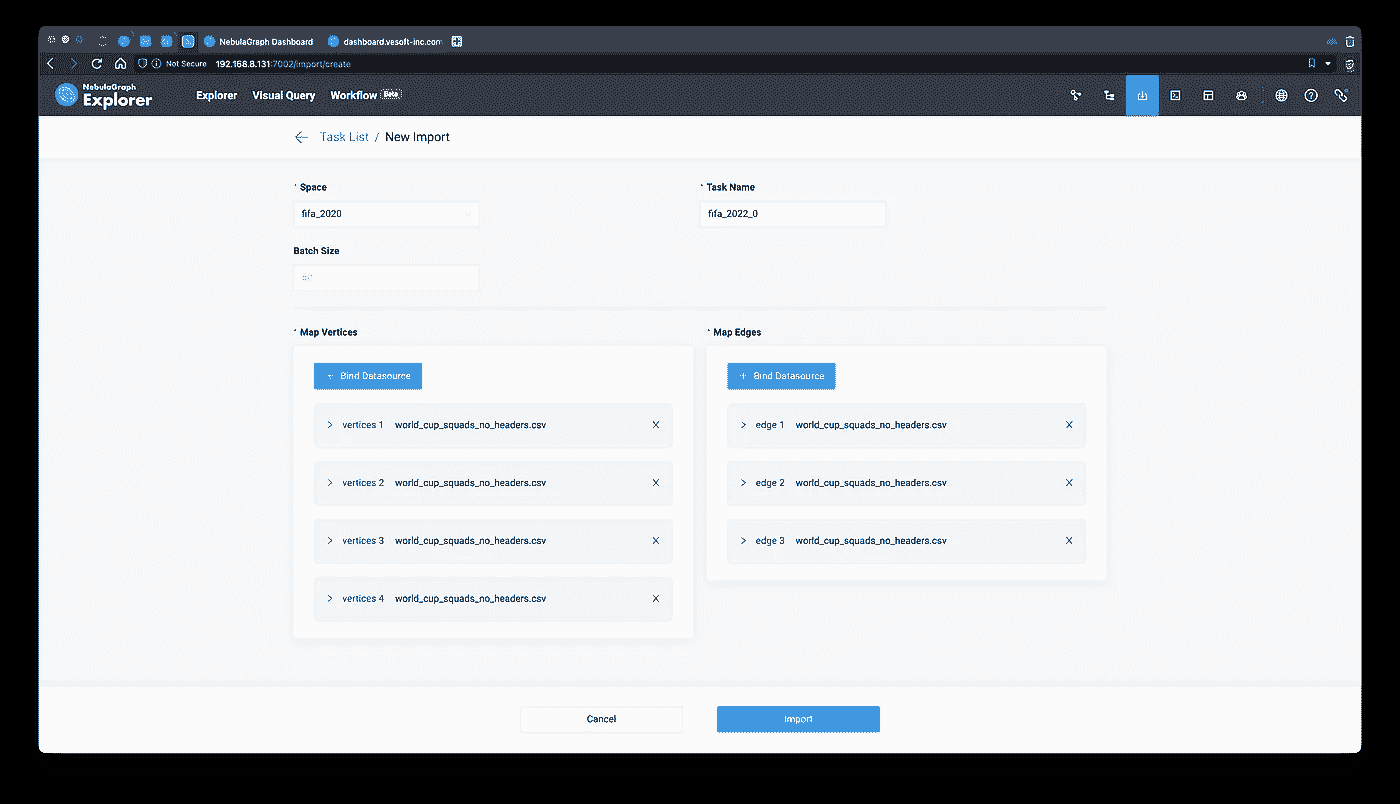 NebulaGraph Dashboard dashboard.vesoft-inc.com
Not Secure 192.168.8.131:7002/import/create
NebulaGraph
Explorer
Explorer Visual Query Workflow Beta
Task List / New Import
* Space
* Task Name
fifa_2020
fifa_2022_0
Batch Size
* Map Vertices
* Map Edges
Bind Datasource
+ Bind Datasource
vertices 1 world_cup_squads_no_headers.csv
edge 1 world_cup_squads_no_headers.csv
vertices 2 world_cup_squads_no_headers.csv
edge 2 world_cup_squads_no_headers.csv
vertices 3 world_cup_squads_no_headers.csv
edge 3 world_cup_squads_no_headers.csv
vertices 4 world_cup_squads_no_headers.csv
Cancel
Import